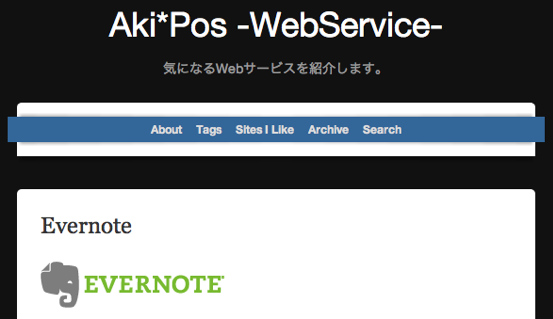 Aki*Pos -WebService-
気になるWebサービスを紹介します。
About Tags Sites I Like Archive Search
Evernote
EVERNOTE